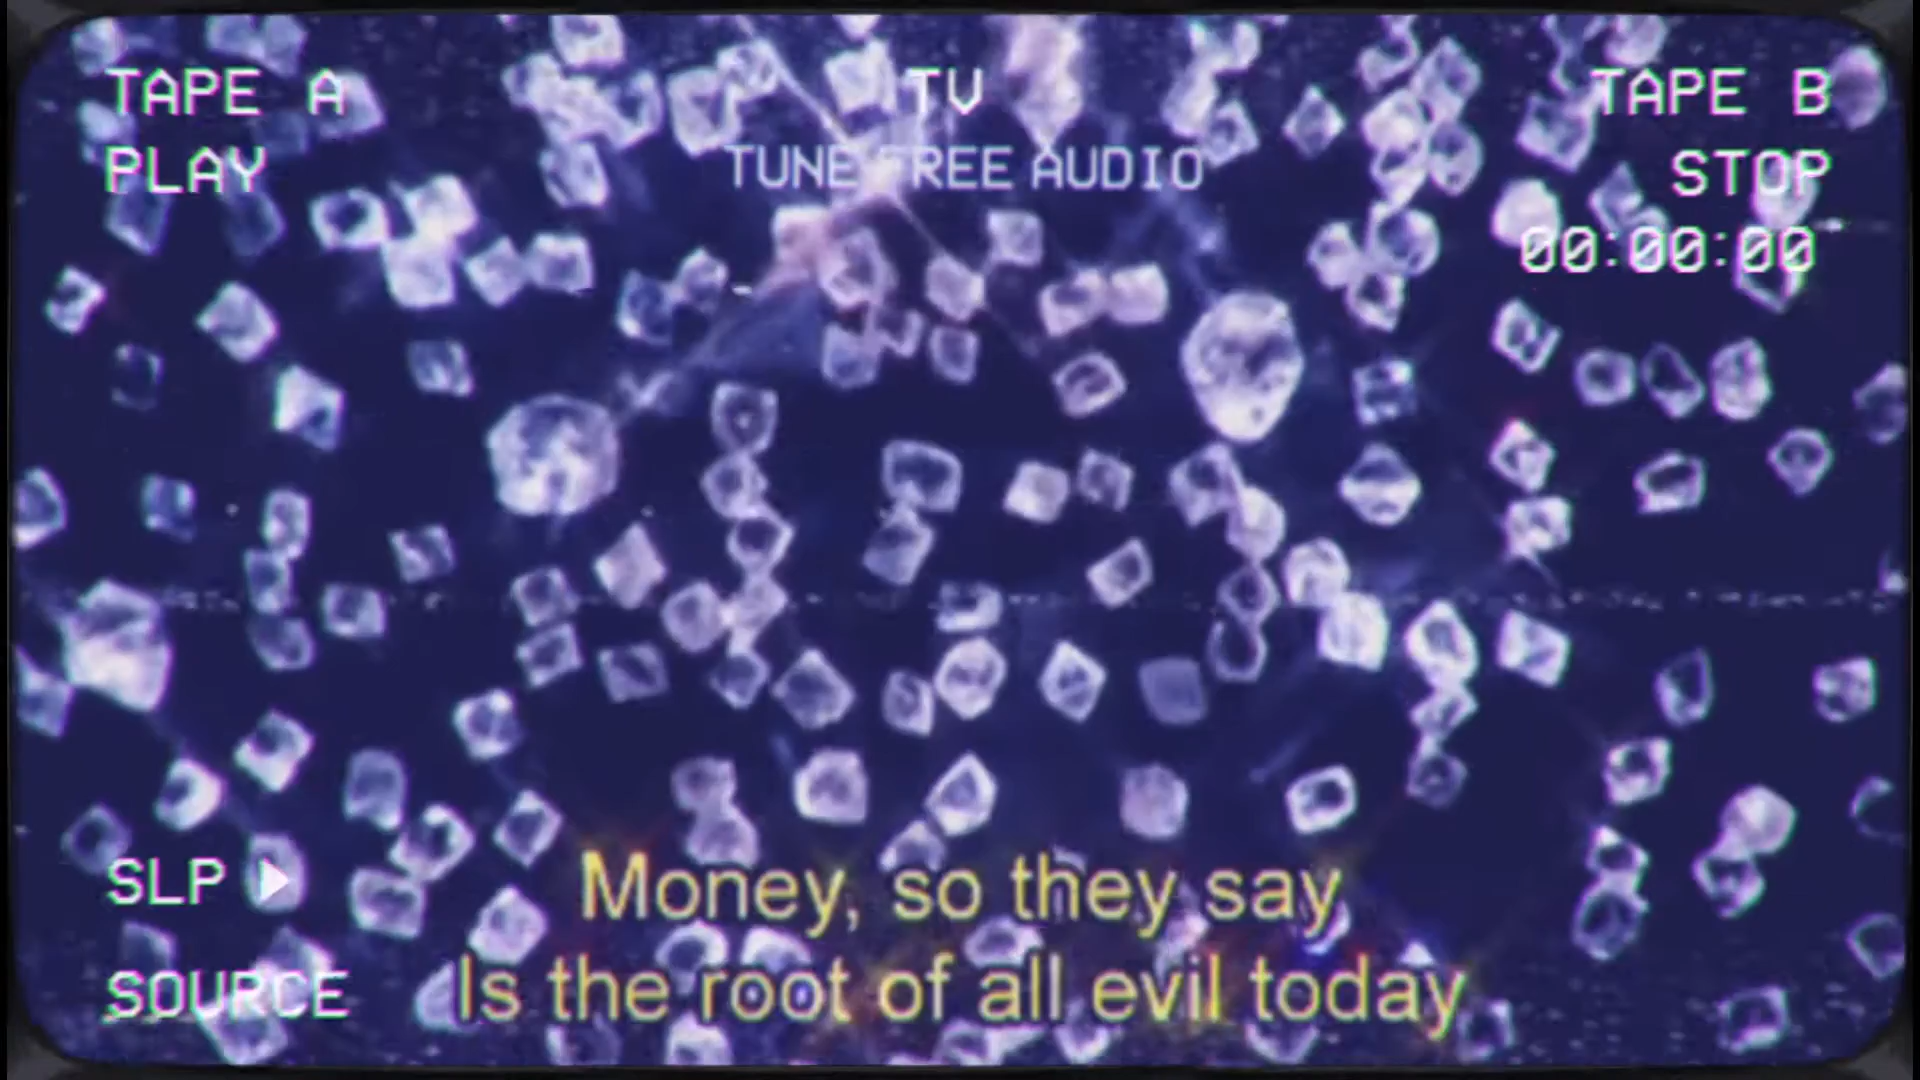 TAPE A
PLAY
TV
TUNE FREE AUDIO
TAPE B
STOP
00:00:00
SLP
SOURCE
Money, so they say
Is the root of all evil today